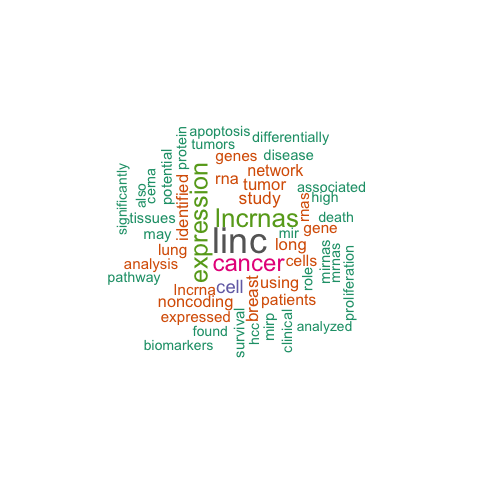 apoptosis
differentially
tumors
protein
genes
disease
potential
network
rna
tumor
associated
cerna
also
significantly
identified
expression
study
high
rnas
lncrnas
tissues
death
may
mir
gene
linc
long
lung
cancer
cells
mirnas
mrnas
analysis
role
pathway
lncrna
cell
using
breast
proliferation
noncoding
patients
expressed
found
survival
hcc
mirp
clinical
analyzed
biomarkers